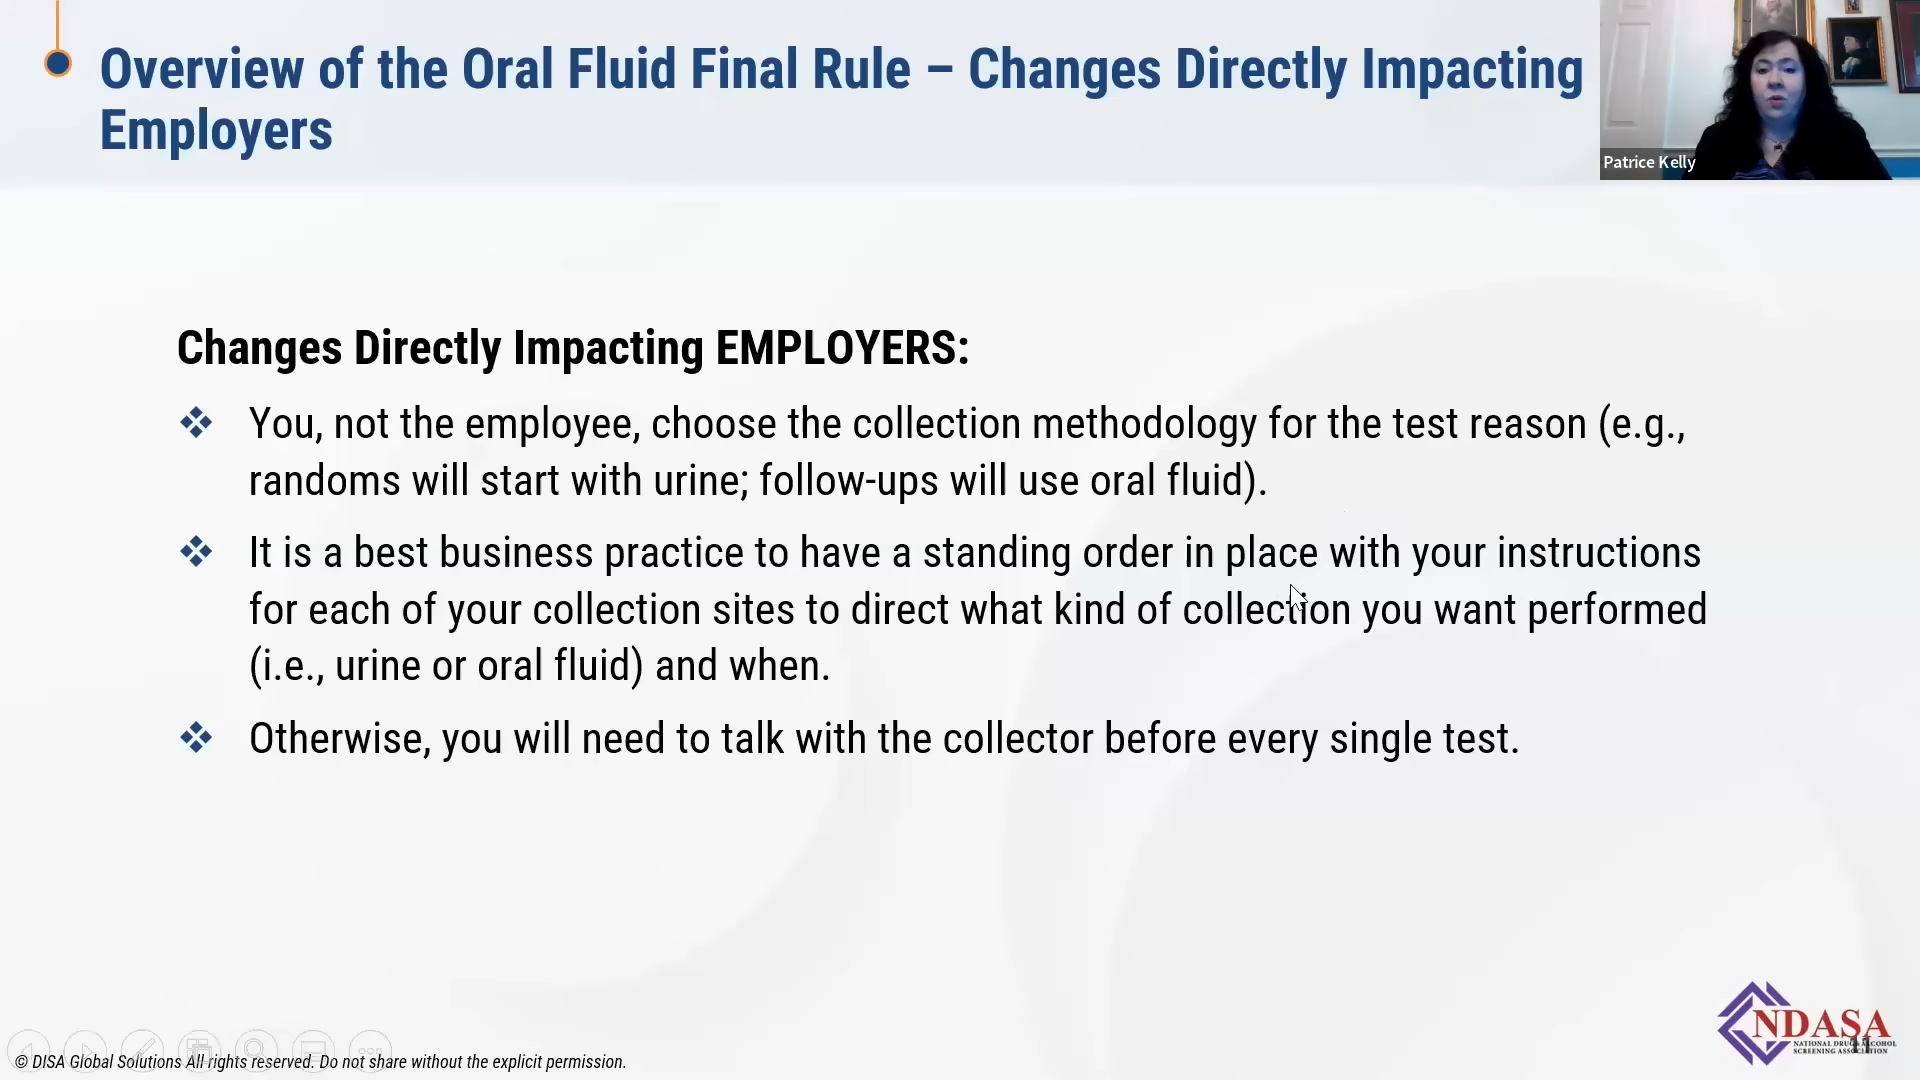 Overview of the Oral Fluid Final Rule – Changes Directly Impacting
Employers
Patrice Kelly
Changes Directly Impacting EMPLOYERS:
You, not the employee, choose the collection methodology for the test reason (e.g.,
randoms will start with urine; follow-ups will use oral fluid).
It is a best business practice to have a standing order in place with your instructions
for each of your collection sites to direct what kind of collection you want performed
(i.e., urine or oral fluid) and when.
Otherwise, you will need to talk with the collector before every single test.
NDASA
NATIONAL DRUG & ALCOHOL
SCREENING ASSOCIATION
11
© DISA Global Solutions All rights reserved. Do not share without the explicit permission.